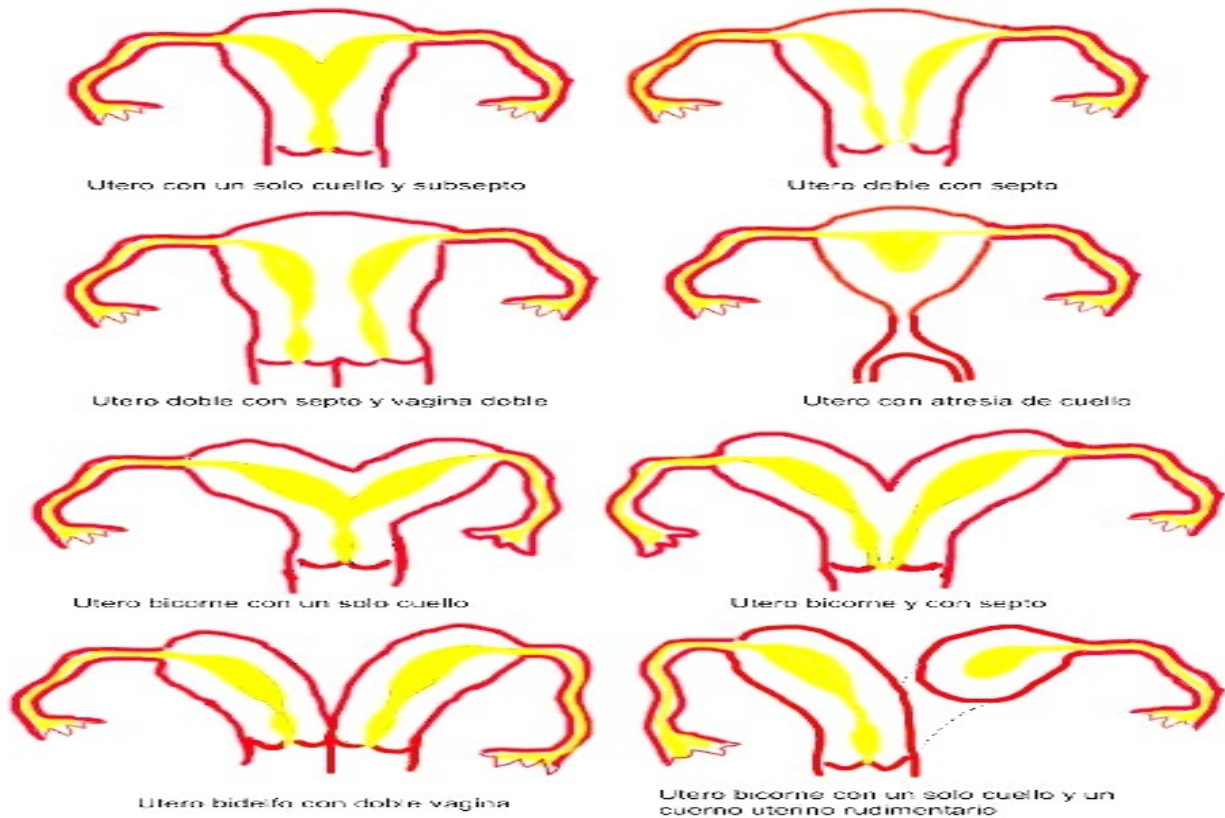 Utero con un solo cuello y subsepto
Utero doble con septo
Utero doble con septo y vagina doble
Utero con atresia de cuello
Utero bicorne con un solo cuello
Utero bicorne y con septo
Utero bidelfo con doble vagina
Utero bicorne con un solo cuello y un
cuerno uterino rudimentario